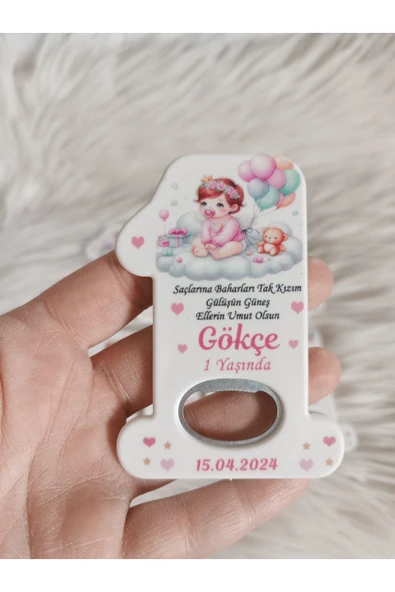 Saçlarına Baharları Tak Kızım
Gülüşün Güneş
Ellerin Umut Olsun
Gökçe
1 Yaşında
15.04.2024